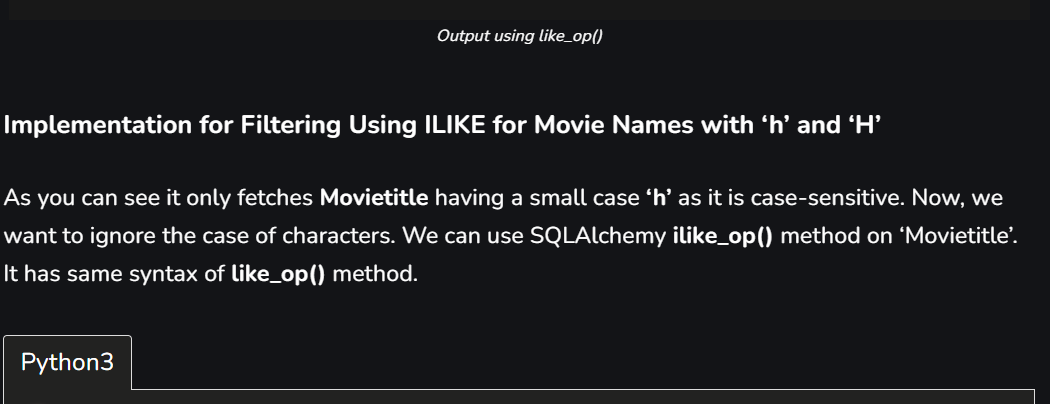 Output using like_op()
Implementation for Filtering Using ILIKE for Movie Names with ‘h’ and ‘H’
As you can see it only fetches Movietitle having a small case ‘h’ as it is case-sensitive. Now, we
want to ignore the case of characters. We can use SQLAlchemy ilike_op() method on ‘Movietitle’.
It has same syntax of like_op() method.
Python3